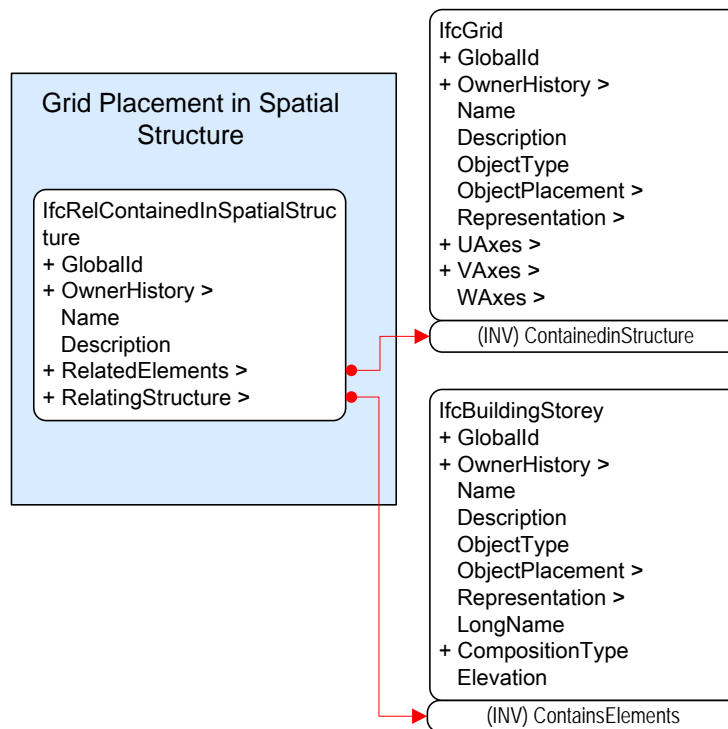 Grid Placement in Spatial
Structure
IfcRelContainedInSpatialStruc
ture
+ GlobalId
+ OwnerHistory >
Name
Description
+ RelatedElements >
+ RelatingStructure >
IfcGrid
+ GlobalId
+ OwnerHistory >
Name
Description
ObjectType
ObjectPlacement >
Representation >
+ UAxes >
+ VAxes >
WAxes >
(INV) ContainedinStructure
IfcBuildingStorey
+ GlobalId
+ OwnerHistory >
Name
Description
ObjectType
ObjectPlacement >
Representation >
LongName
+ CompositionType
Elevation
(INV) ContainsElements